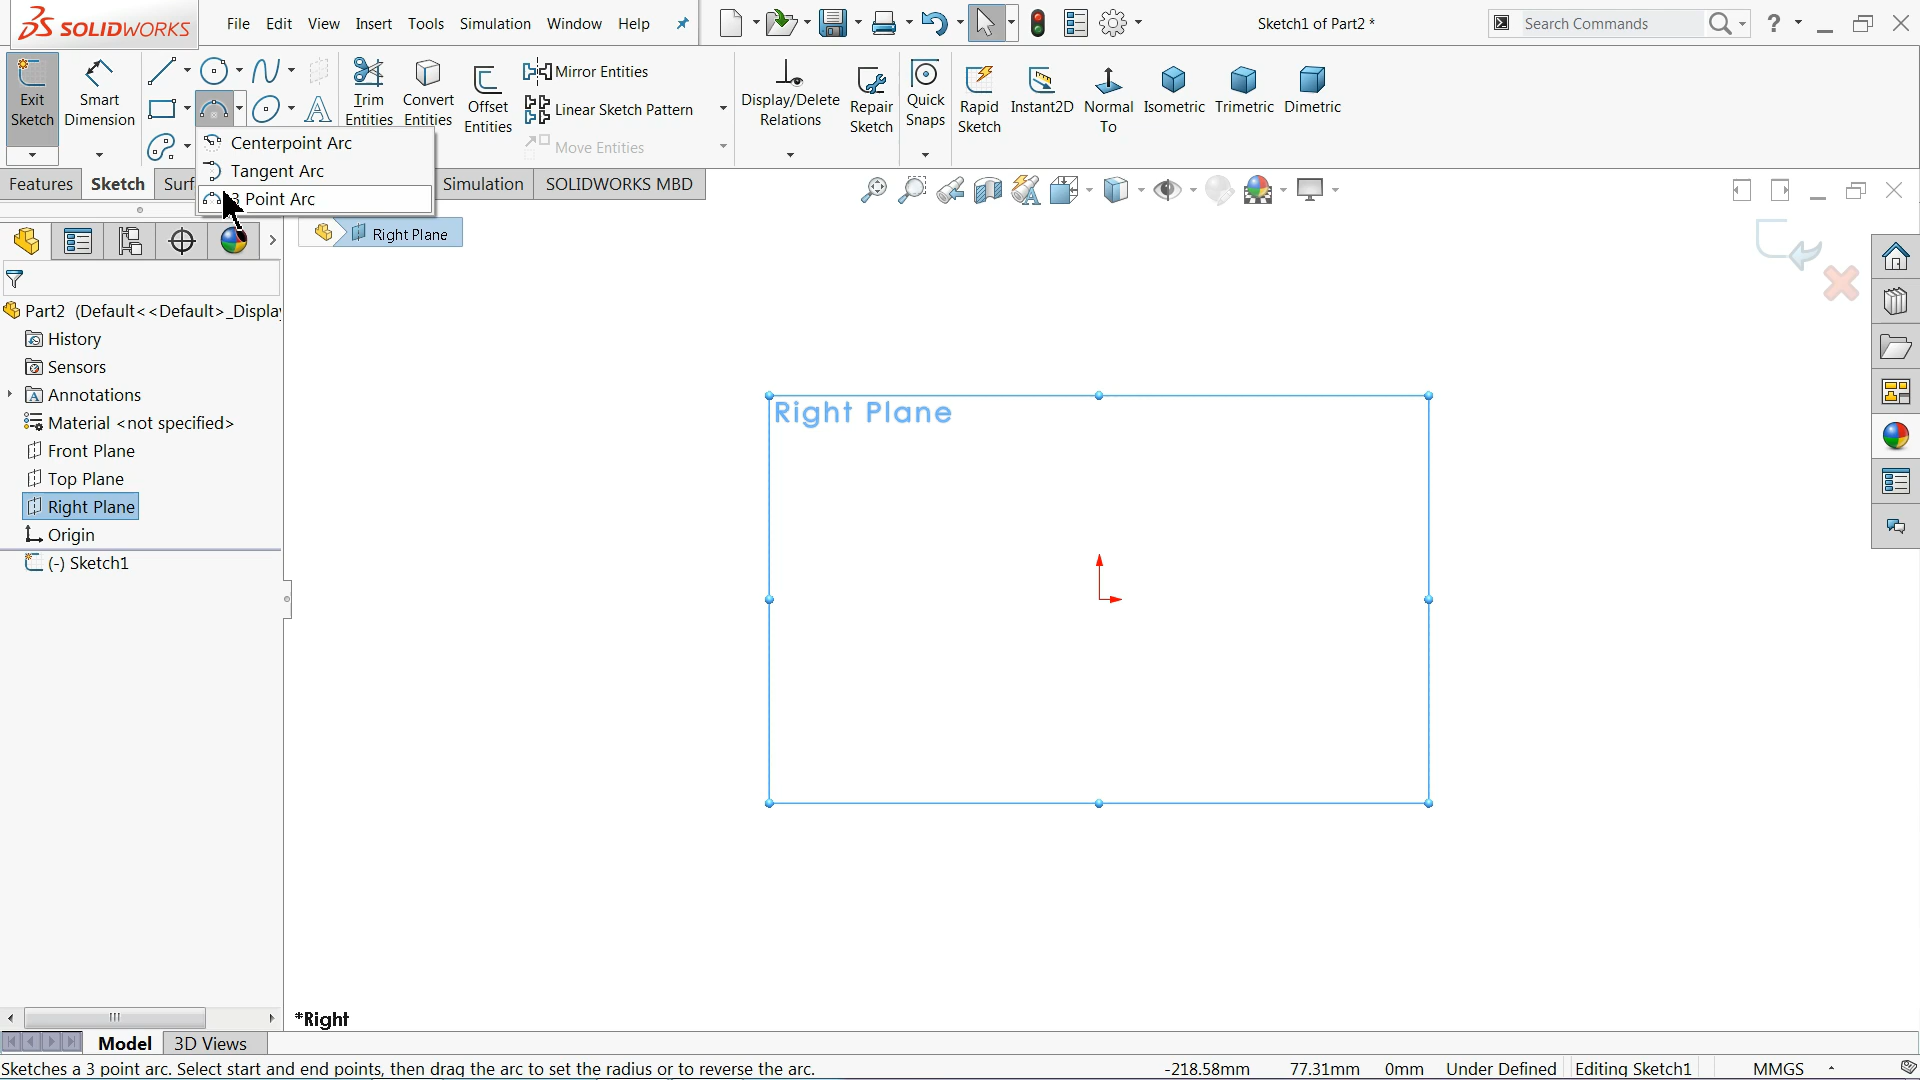 SOLIDWORKS
File Edit View Insert Tools Simulation Window Help
Sketch1 of Part2 *
Search Commands
Exit Sketch
Smart Dimension
Trim Entities
Convert Entities
Offset Entities
Mirror Entities
Linear Sketch Pattern
Move Entities
Display/Delete Relations
Repair Sketch
Quick Snaps
Rapid Sketch
Instant2D
Normal To
Isometric
Trimetric
Dimetric
Centerpoint Arc
Tangent Arc
3 Point Arc
Features Sketch Surf Simulation SOLIDWORKS MBD
Right Plane
Part2 (Default<<Default>_Display
History
Sensors
Annotations
Material <not specified>
Front Plane
Top Plane
Right Plane
Origin
(-) Sketch1
Right Plane
*Right
Model 3D Views
Sketches a 3 point arc. Select start and end points, then drag the arc to set the radius or to reverse the arc.
-218.58mm 77.31mm 0mm Under Defined Editing Sketch1 MMGS